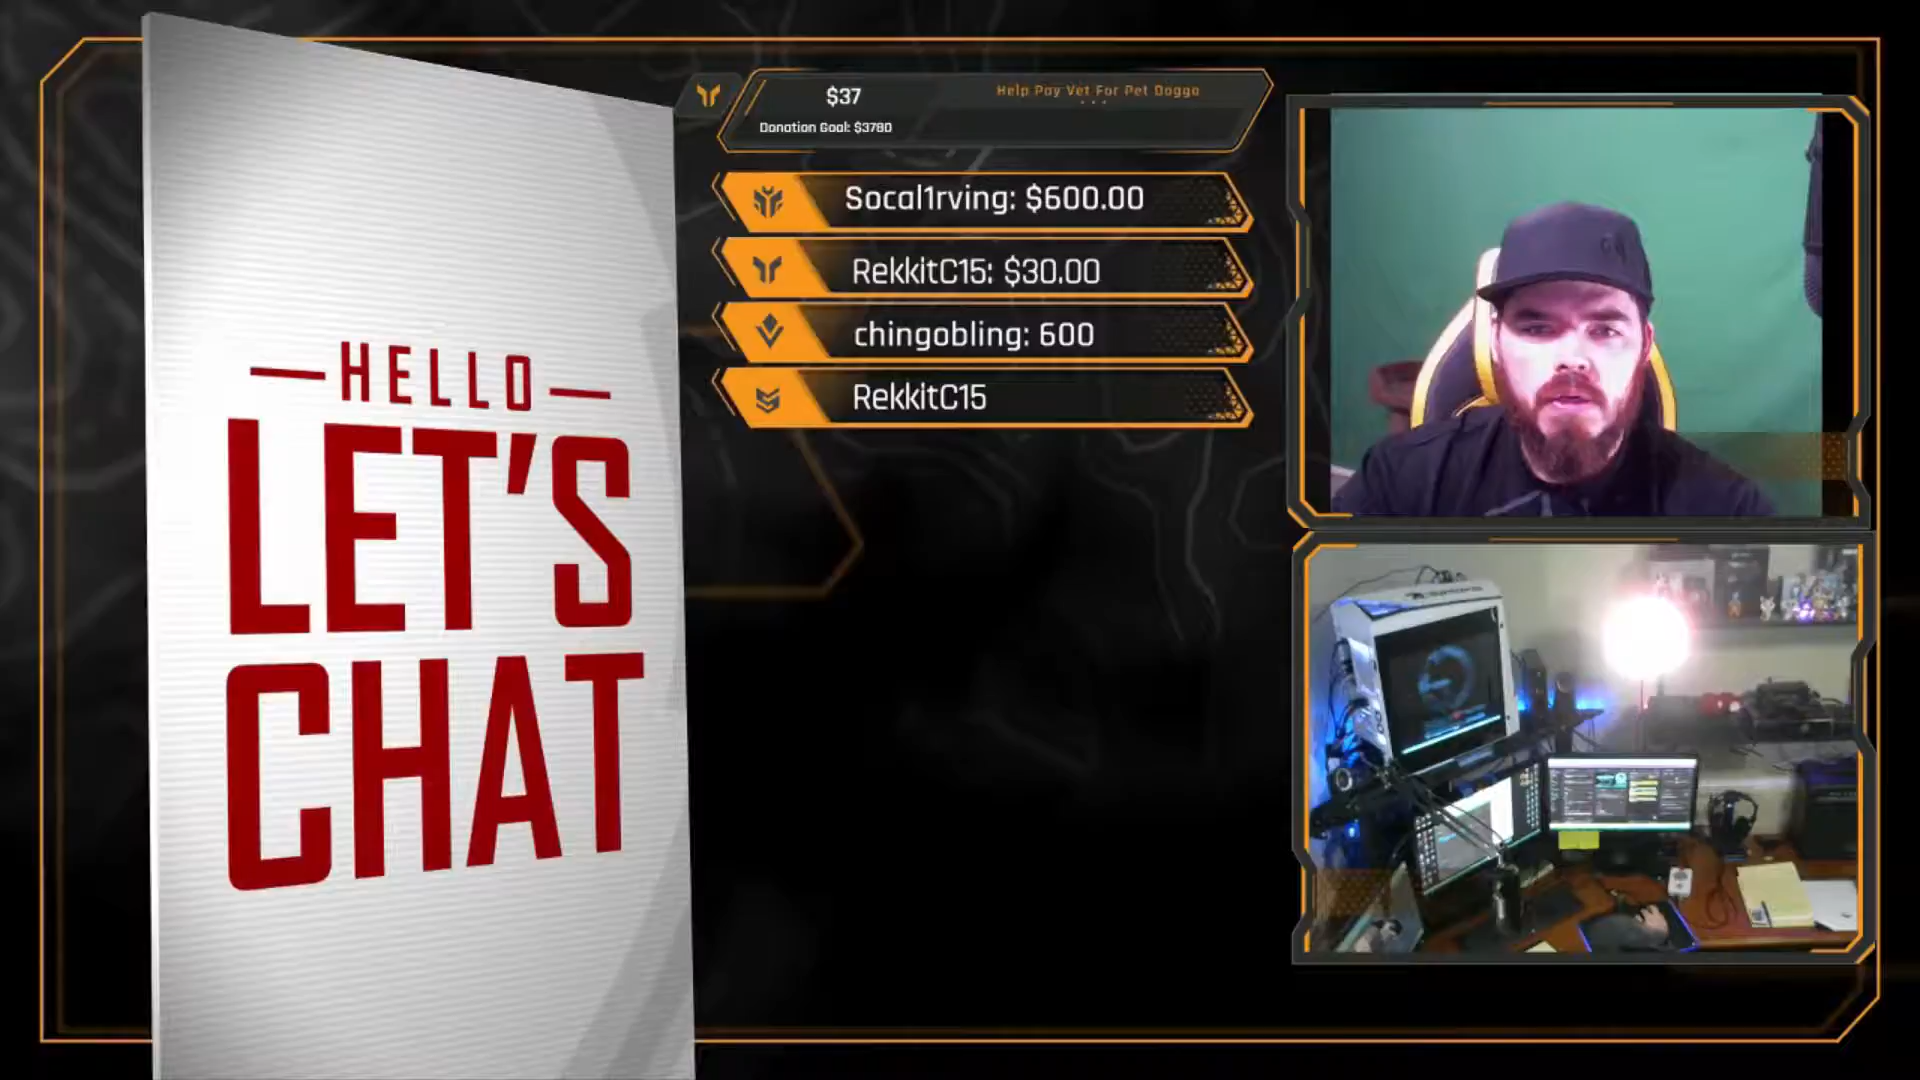 HELLO
LET'S
CHAT
$37
Help Pay Vet For Pet Doggo
Donation Goal: $3780
Socal1rving: $600.00
RekkitC15: $30.00
chingobling: 600
RekkitC15